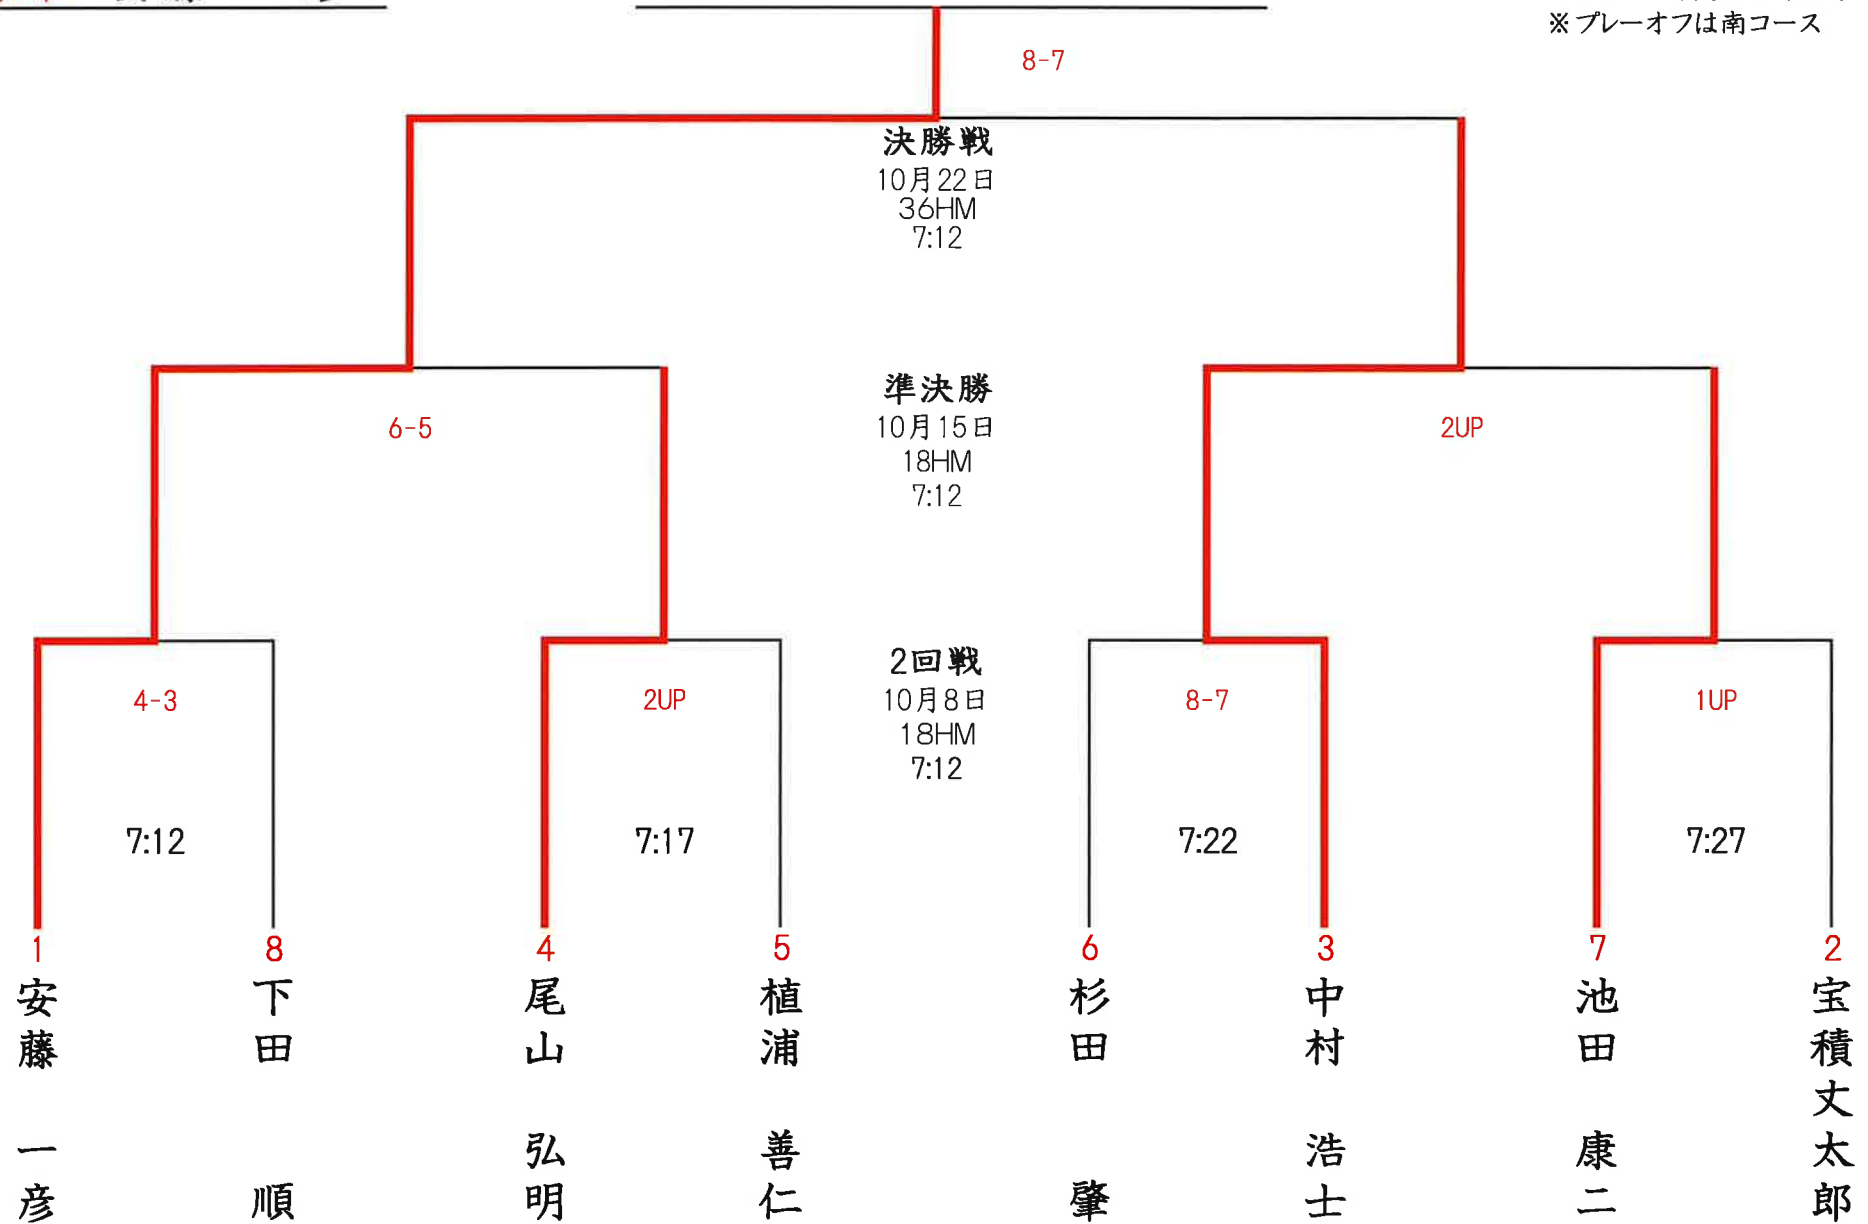 ※プレーオフは南コース
8-7
決勝戦
10月22日
36HM
7:12
準決勝
10月15日
18HM
7:12
6-5
2UP
2回戦
10月8日
18HM
7:12
4-3
2UP
8-7
1UP
7:12
7:17
7:22
7:27
1
8
4
5
6
3
7
2
安藤 一彦
下田 順
尾山 弘明
植浦 善仁
杉田 肇
中村 浩士
池田 康二
宝積丈太郎